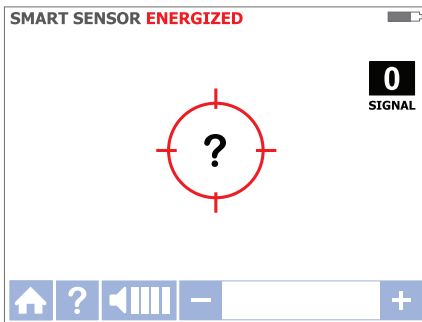 SMART SENSOR ENERGIZED
0
SIGNAL
?
?
− +